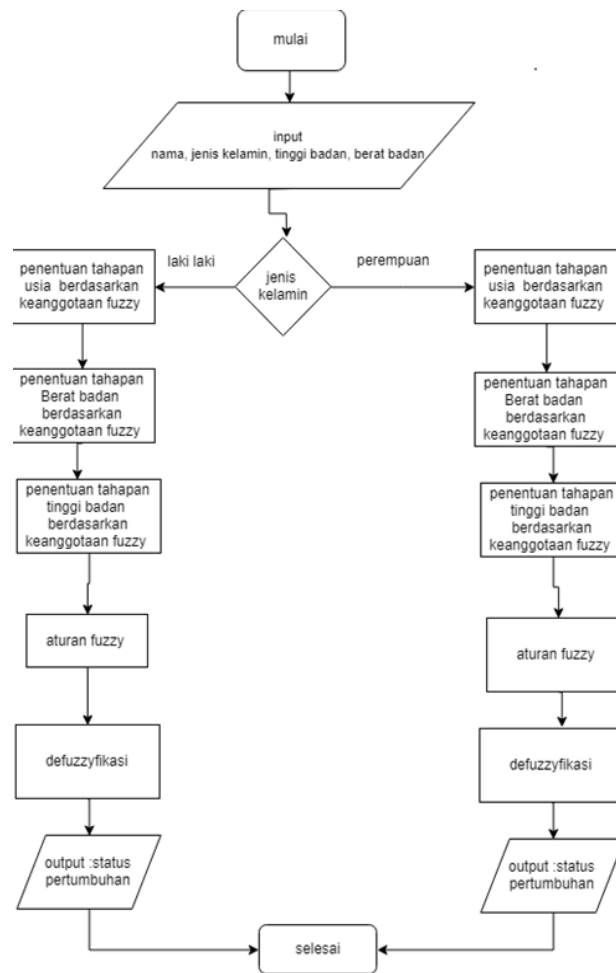 mulai
input
nama, jenis kelamin, tinggi badan, berat badan
laki laki
jenis
kelamin
perempuan
penentuan tahapan
usia berdasarkan
keanggotaan fuzzy
penentuan tahapan
Berat badan
berdasarkan
keanggotaan fuzzy
penentuan tahapan
tinggi badan
berdasarkan
keanggotaan fuzzy
aturan fuzzy
defuzzyfikasi
output :status
pertumbuhan
penentuan tahapan
usia berdasarkan
keanggotaan fuzzy
penentuan tahapan
Berat badan
berdasarkan
keanggotaan fuzzy
penentuan tahapan
tinggi badan
berdasarkan
keanggotaan fuzzy
aturan fuzzy
defuzzyfikasi
output :status
pertumbuhan
selesai